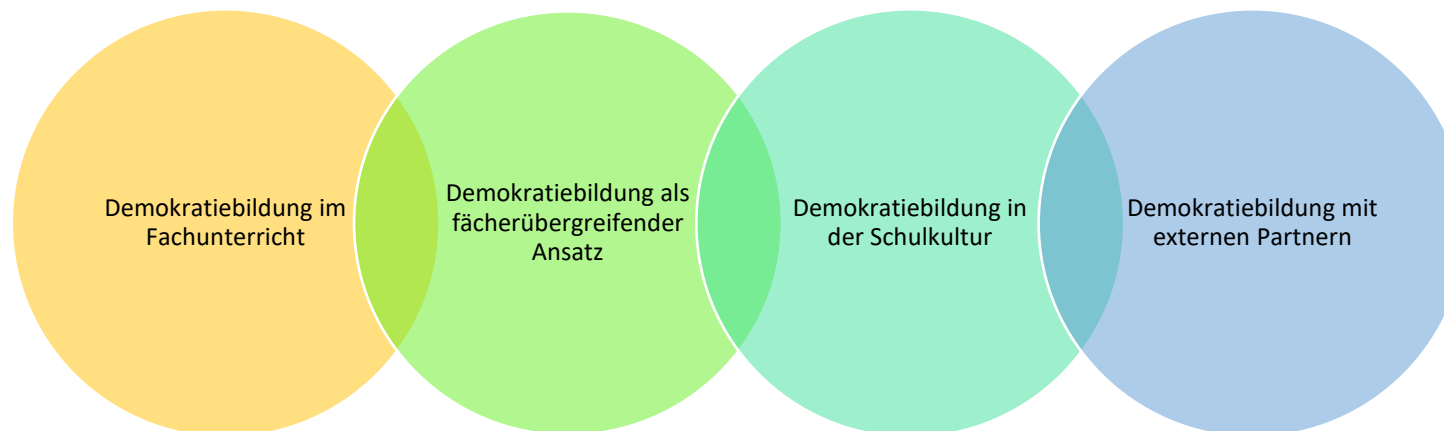 Demokratiebildung im
Fachunterricht
Demokratiebildung als
fächerübergreifender
Ansatz
Demokratiebildung in
der Schulkultur
Demokratiebildung mit
externen Partnern